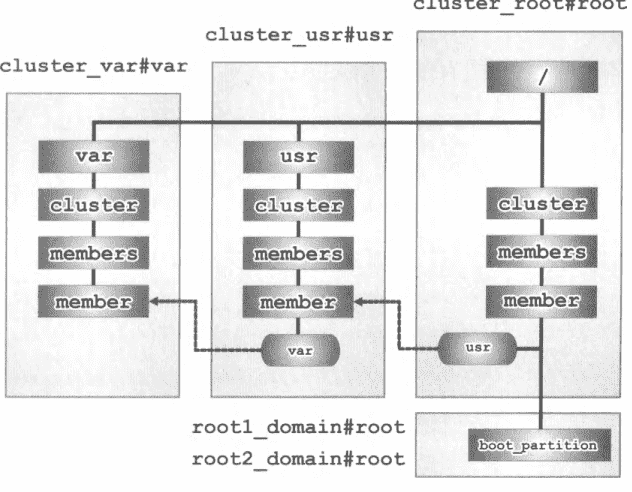 cluster_root#root
cluster_usr#usr
cluster_var#var
/
var
usr
cluster
cluster
cluster
members
members
members
member
member
member
var
usr
root1_domain#root
root2_domain#root
boot_partition